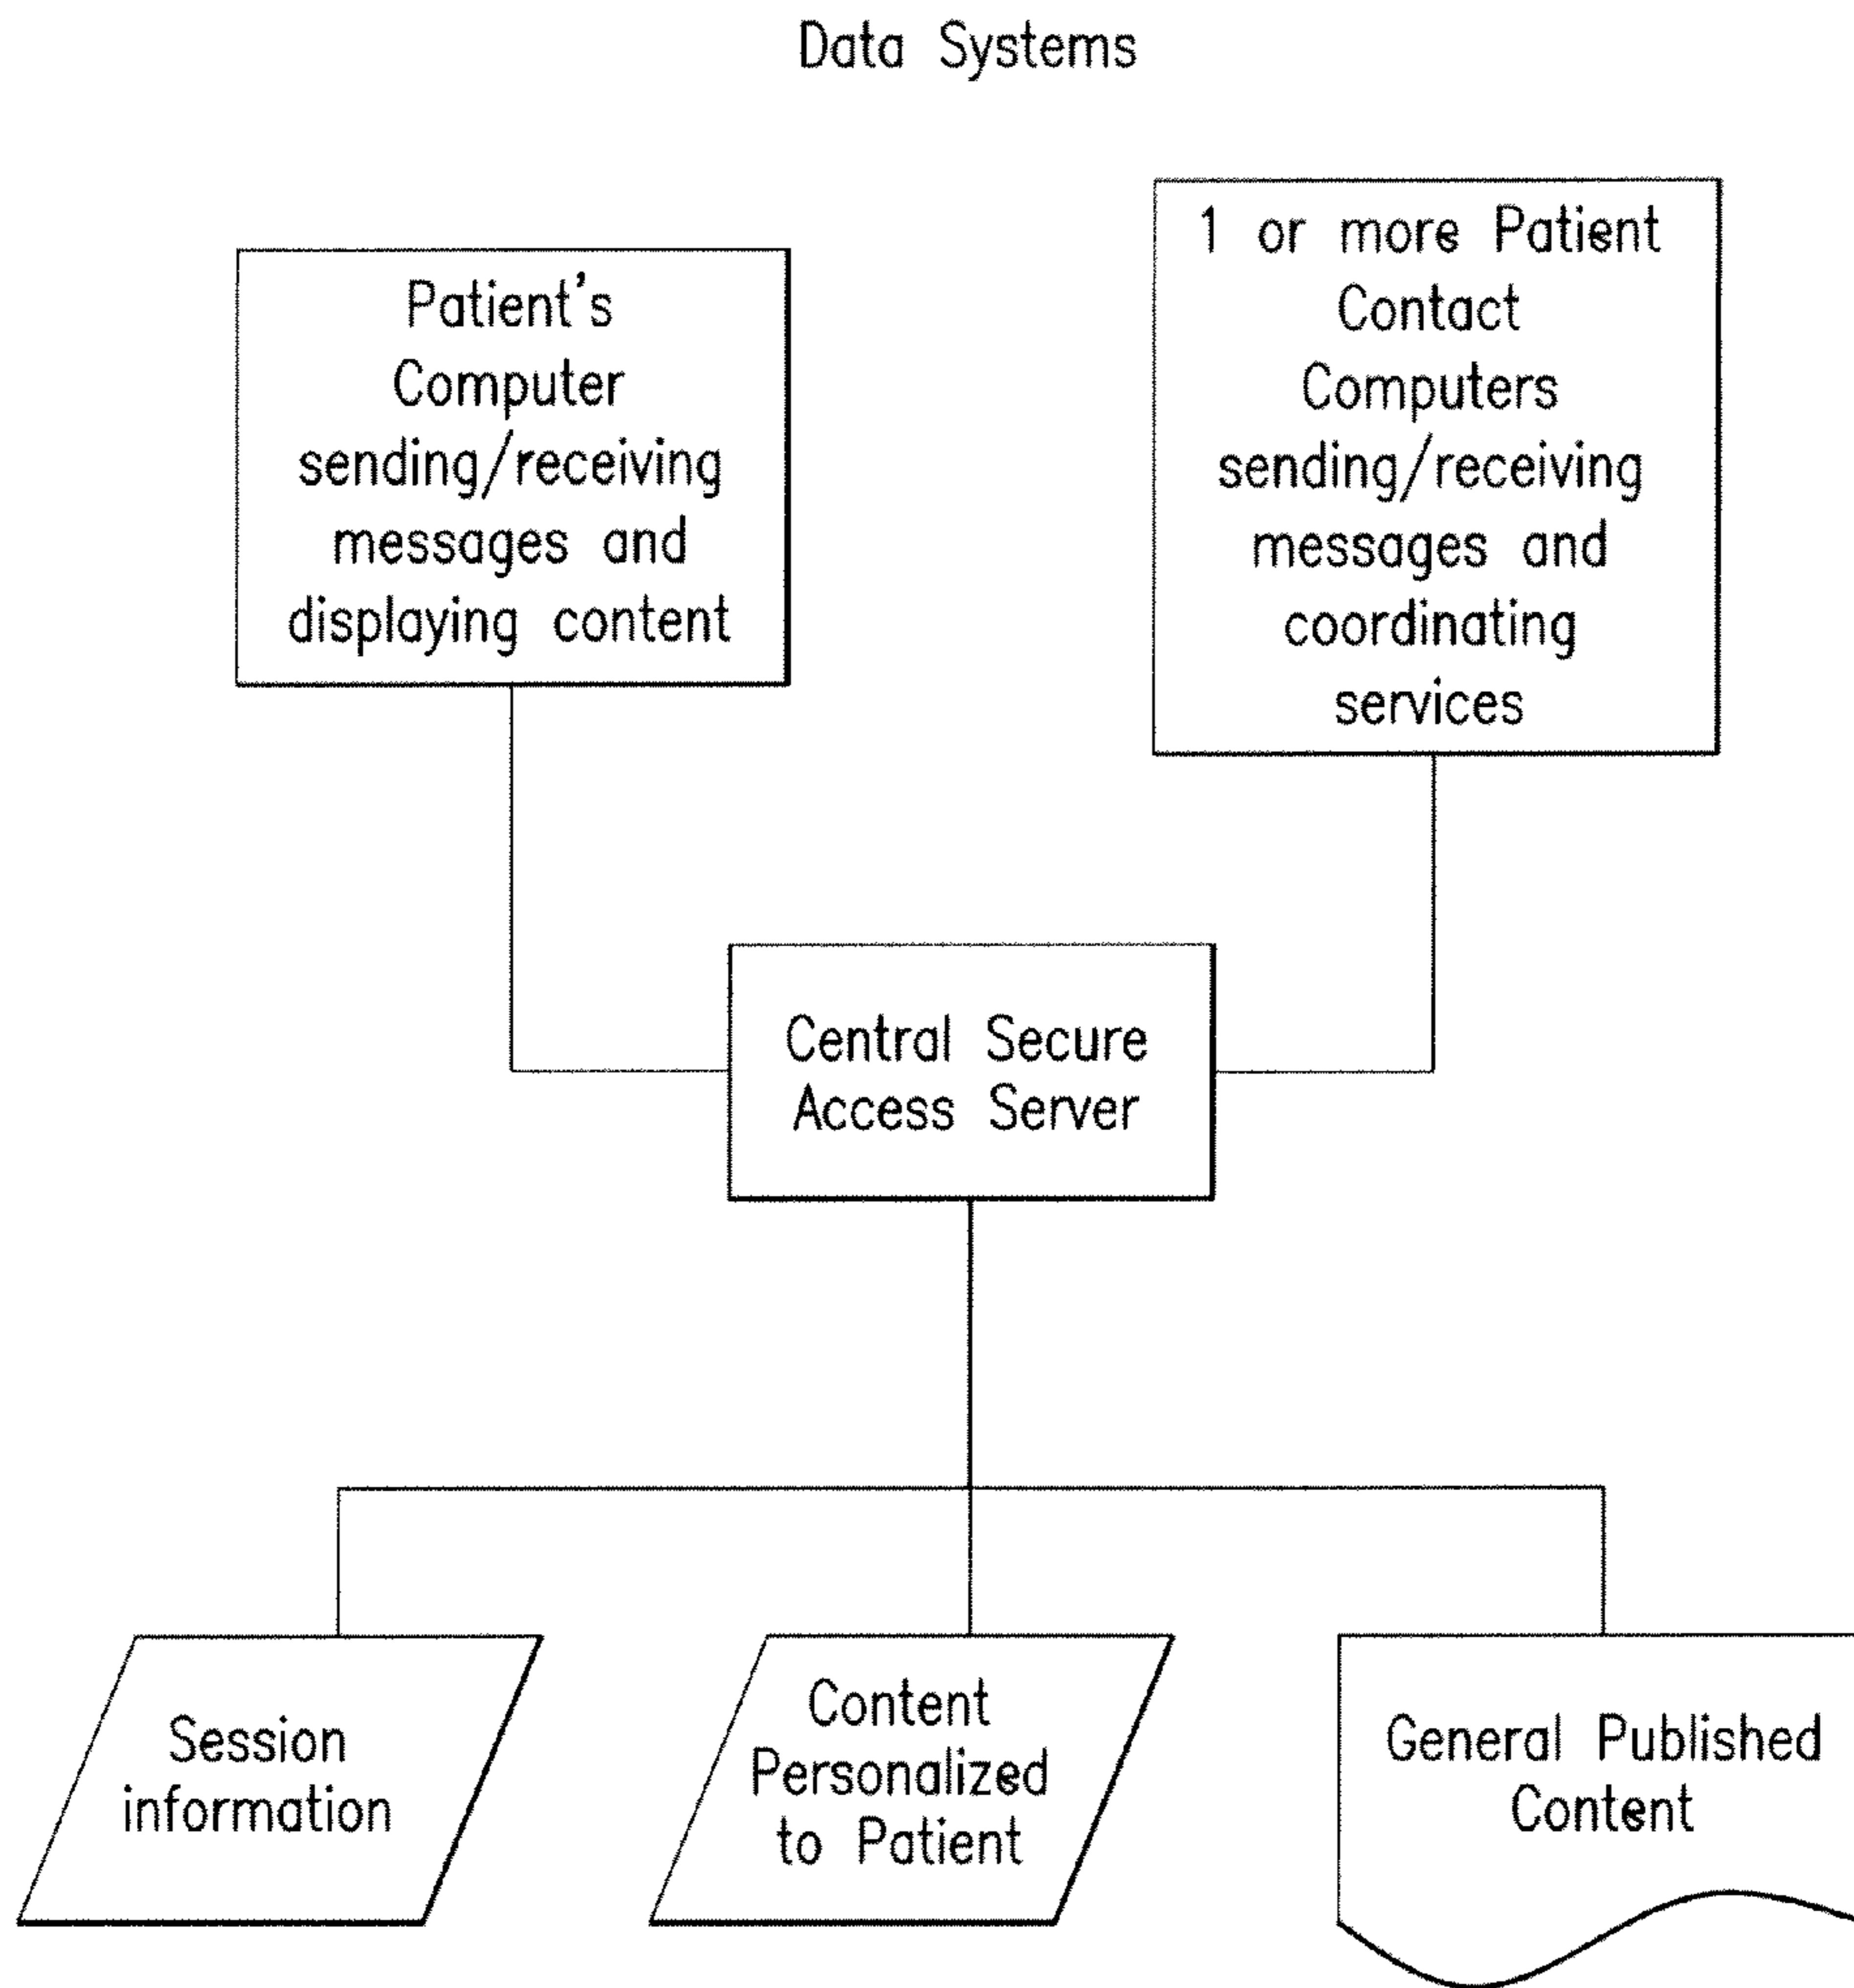 Data Systems
Patient's
Computer
sending/receiving
messages and
displaying content
1 or more Patient
Contact
Computers
sending/receiving
messages and
coordinating
services
Central Secure
Access Server
Session
information
Content
Personalized
to Patient
General Published
Content